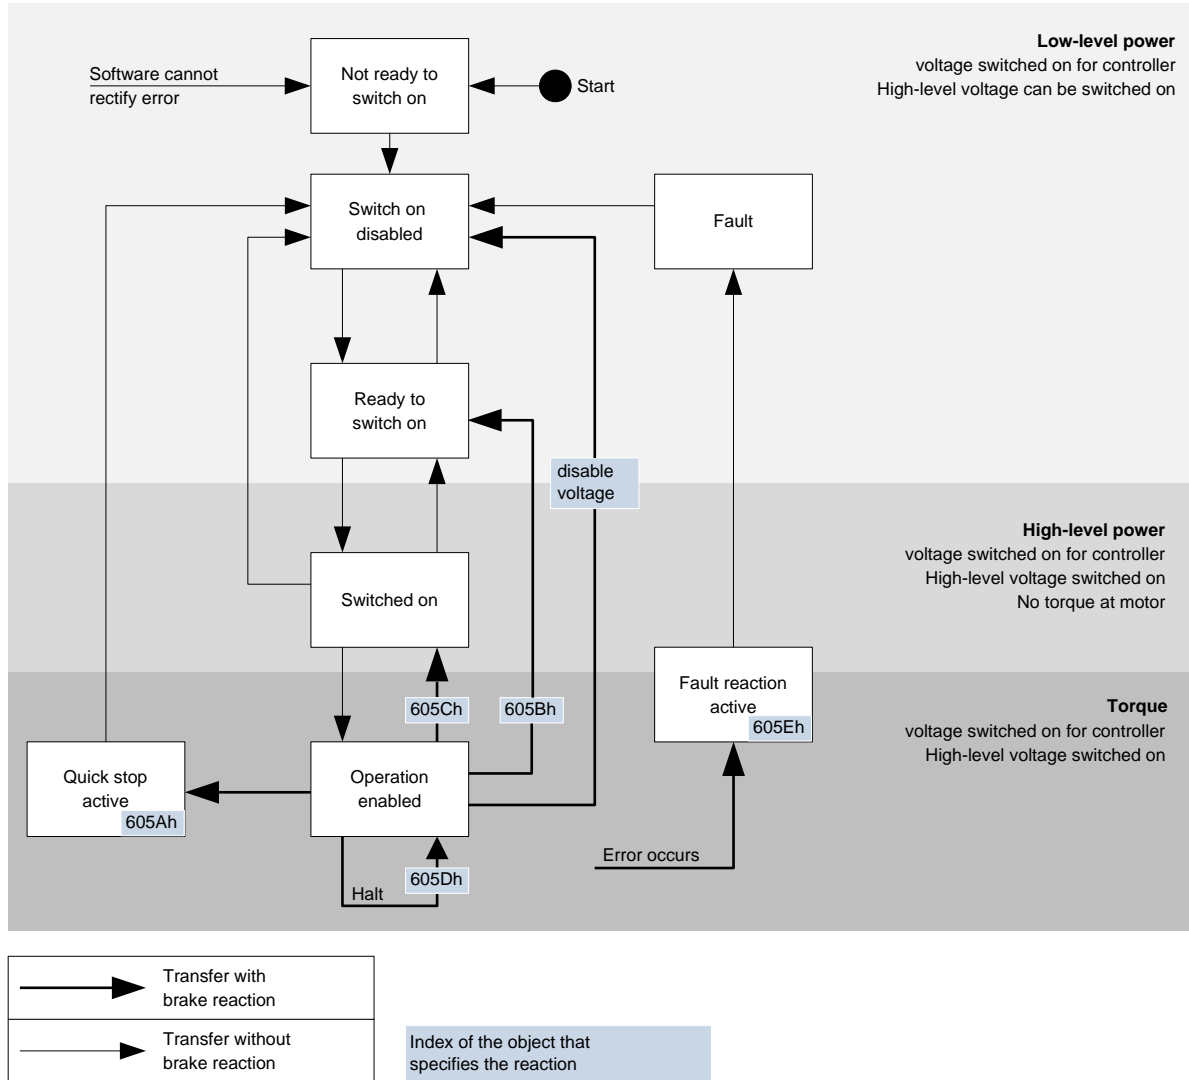 Low-level power
voltage switched on for controller
High-level voltage can be switched on
Software cannot
rectify error
Not ready to
switch on
Start
Switch on
disabled
Fault
Ready to
switch on
disable
voltage
High-level power
voltage switched on for controller
High-level voltage switched on
No torque at motor
Switched on
605Ch
605Bh
Fault reaction
active
605Eh
Torque
voltage switched on for controller
High-level voltage switched on
Quick stop
active
605Ah
Operation
enabled
Error occurs
605Dh
Halt
Transfer with
brake reaction
Transfer without
brake reaction
Index of the object that
specifies the reaction